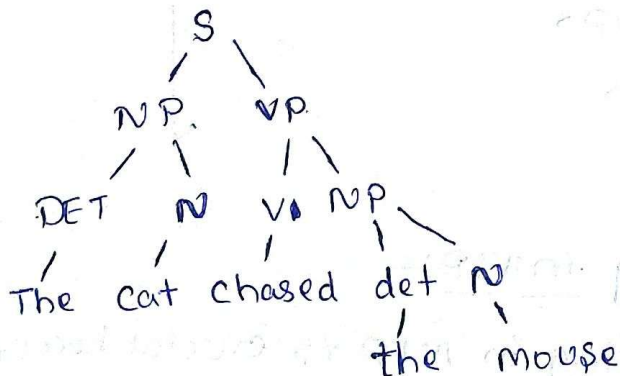 S
NP. VP.
DET N V NP
The cat chased det N
the mouse